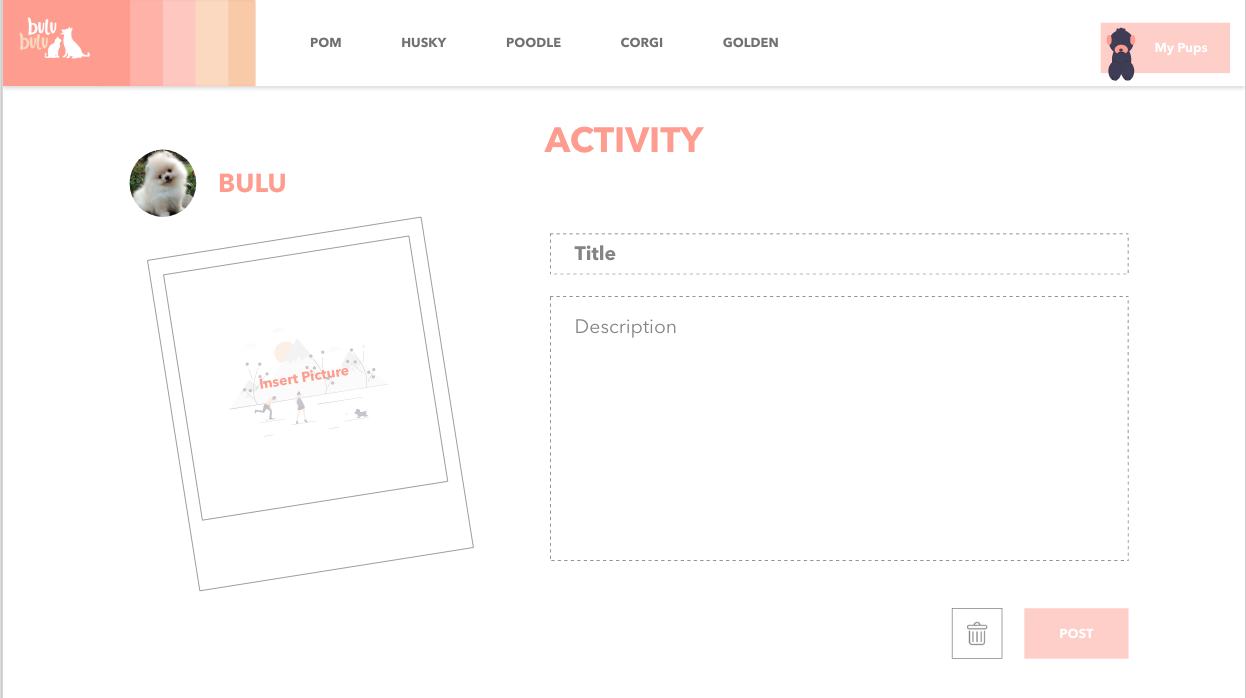 bulu
bulu
POM HUSKY POODLE CORGI GOLDEN
My Pups
ACTIVITY
BULU
Title
Description
Insert Picture
POST